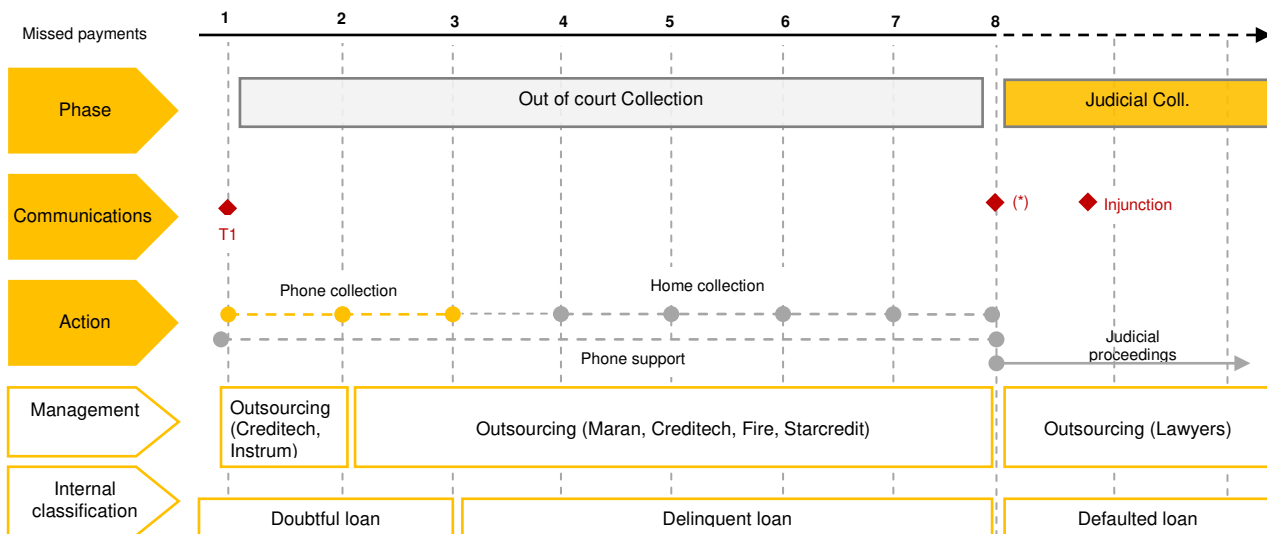 Missed payments
1 2 3 4 5 6 7 8
Phase
Out of court Collection
Judicial Coll.
Communications
T1
(*)
Injunction
Action
Phone collection
Home collection
Phone support
Judicial
proceedings
Management
Outsourcing
(Creditech,
Instrum)
Outsourcing (Maran, Creditech, Fire, Starcredit)
Outsourcing (Lawyers)
Internal
classification
Doubtful loan
Delinquent loan
Defaulted loan